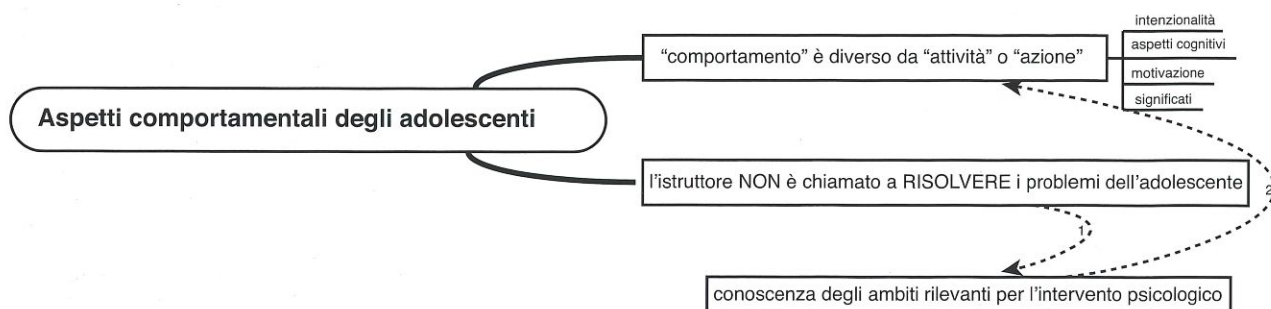 intenzionalità
"comportamento" è diverso da "attività" o "azione"
aspetti cognitivi
motivazione
significati
Aspetti comportamentali degli adolescenti
l'istruttore NON è chiamato a RISOLVERE i problemi dell'adolescente
2
1
conoscenza degli ambiti rilevanti per l'intervento psicologico